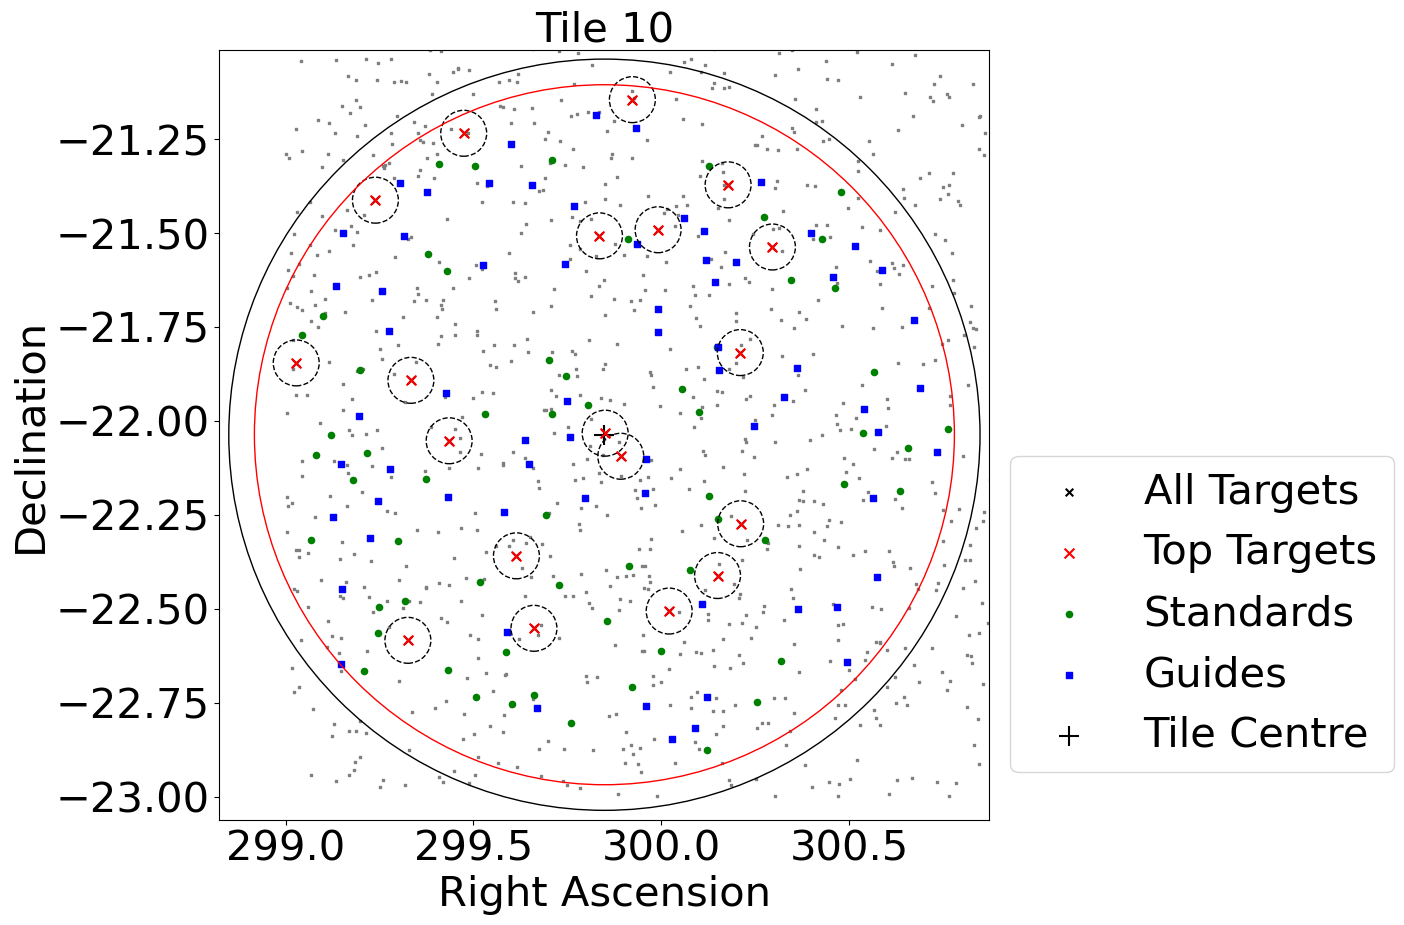 Tile 10
−21.25
−21.50
−21.75
−22.00
−22.25
−22.50
−22.75
−23.00
Declination
299.0 299.5 300.0 300.5
Right Ascension
All Targets
Top Targets
Standards
Guides
Tile Centre